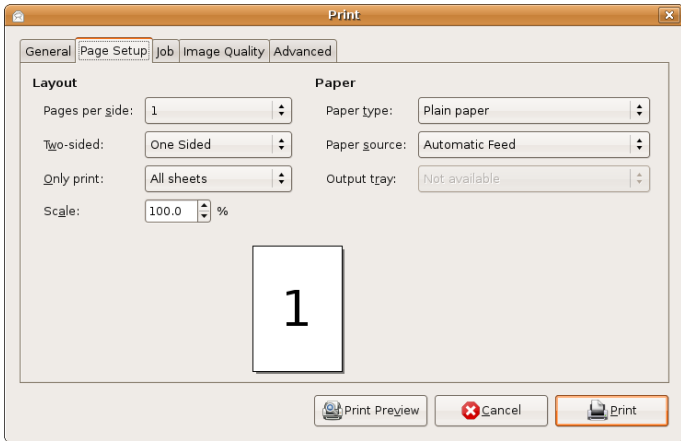 Print
General Page Setup Job Image Quality Advanced
Layout
Pages per side: 1
Two-sided: One Sided
Only print: All sheets
Scale: 100.0 %
Paper
Paper type: Plain paper
Paper source: Automatic Feed
Output tray: Not available
1
Print Preview Cancel Print